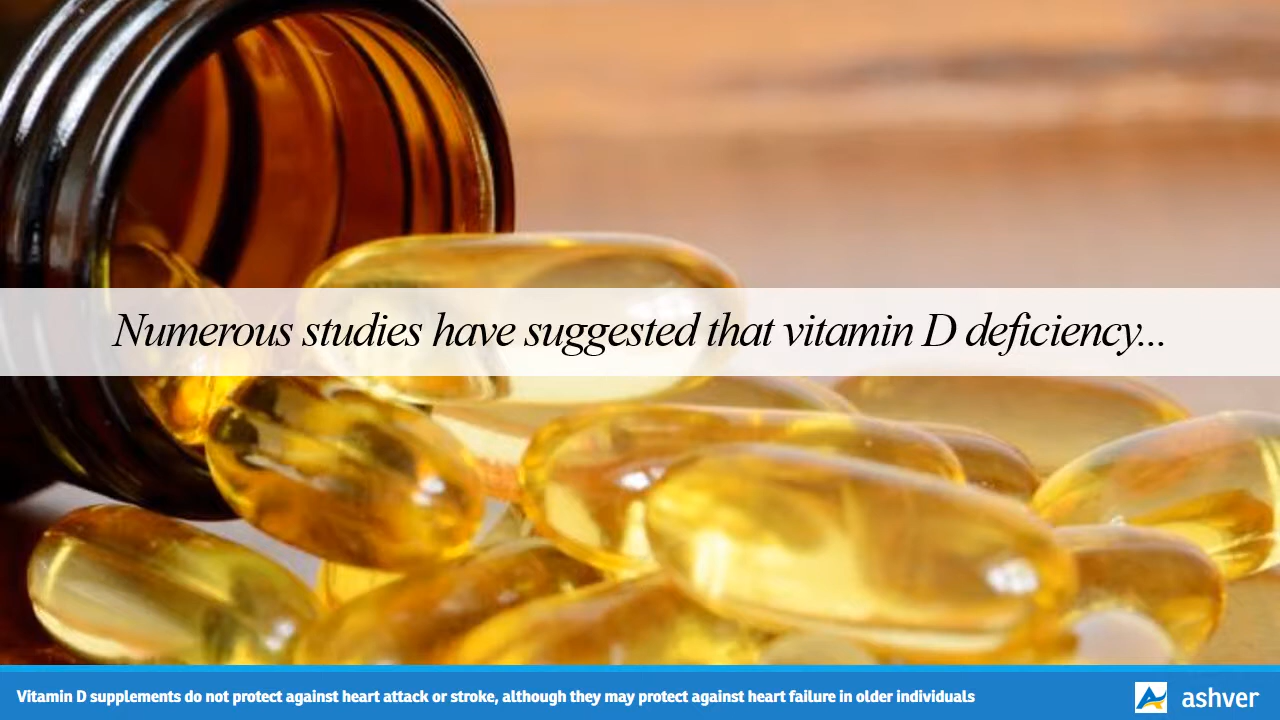 Numerous studies have suggested that vitamin D deficiency...
Vitamin D supplements do not protect against heart attack or stroke, although they may protect against heart failure in older individuals
ashver